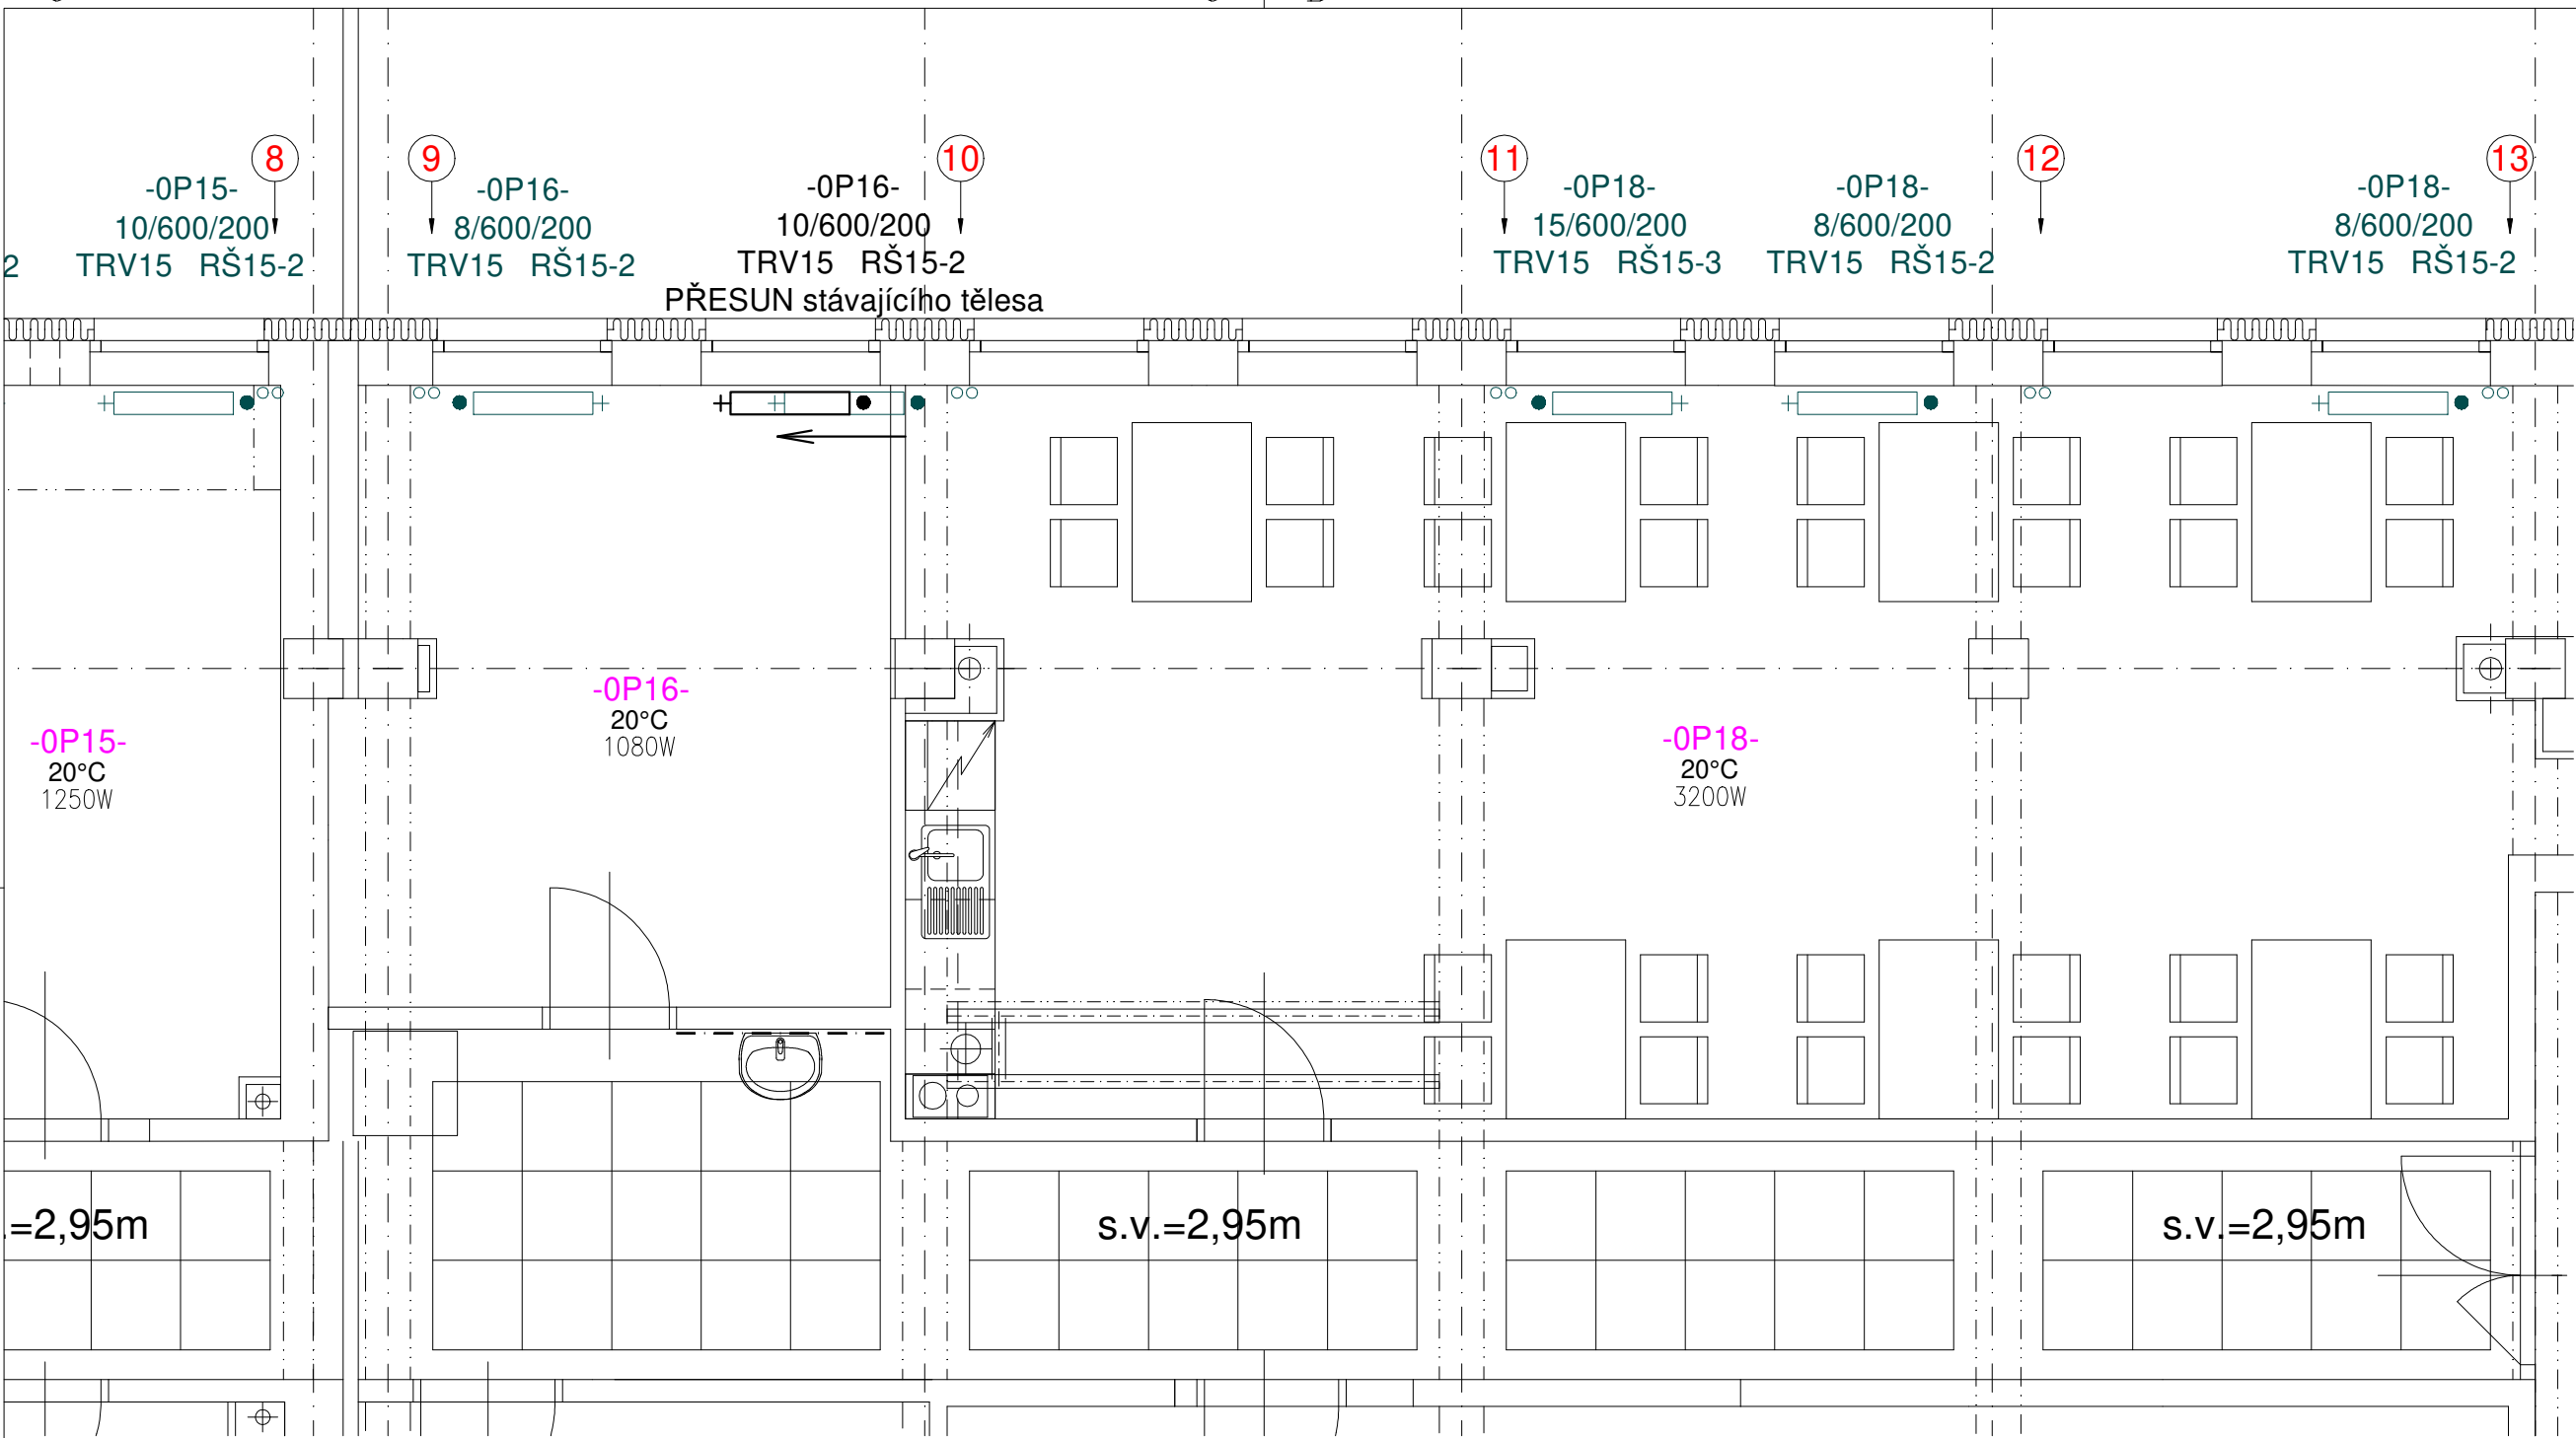 8
9
10
11
12
13
-0P15-
10/600/200
TRV15 RŠ15-2
2
-0P16-
8/600/200
TRV15 RŠ15-2
-0P16-
10/600/200
TRV15 RŠ15-2
PŘESUN stávajícího tělesa
-0P18-
15/600/200
TRV15 RŠ15-3
-0P18-
8/600/200
TRV15 RŠ15-2
-0P18-
8/600/200
TRV15 RŠ15-2
-0P15-
20°C
1250W
-0P16-
20°C
1080W
-0P18-
20°C
3200W
.=2,95m
s.v.=2,95m
s.v.=2,95m